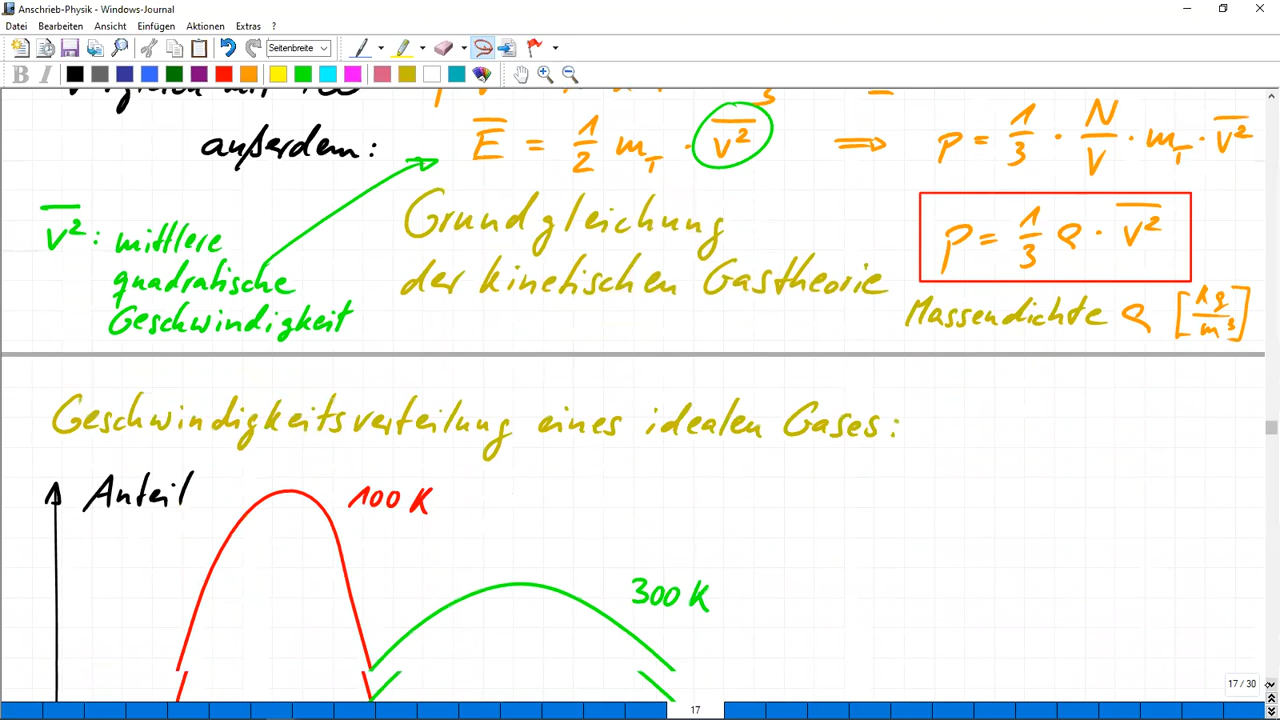 Anschrieb-Physik - Windows-Journal
Datei Bearbeiten Ansicht Einfügen Aktionen Extras ?
Seitenbreite
B I
außerdem: E̅ = 1/2 m_T · v²‾ ⟹ p = 1/3 · N/V · m_T · v²‾
v²‾: mittlere quadratische Geschwindigkeit
Grundgleichung
der kinetischen Gastheorie
p = 1/3 ϱ · v²‾
Massendichte ϱ [kg/m³]
Geschwindigkeitsverteilung eines idealen Gases:
Anteil
100 K
300 K
17 / 30
17